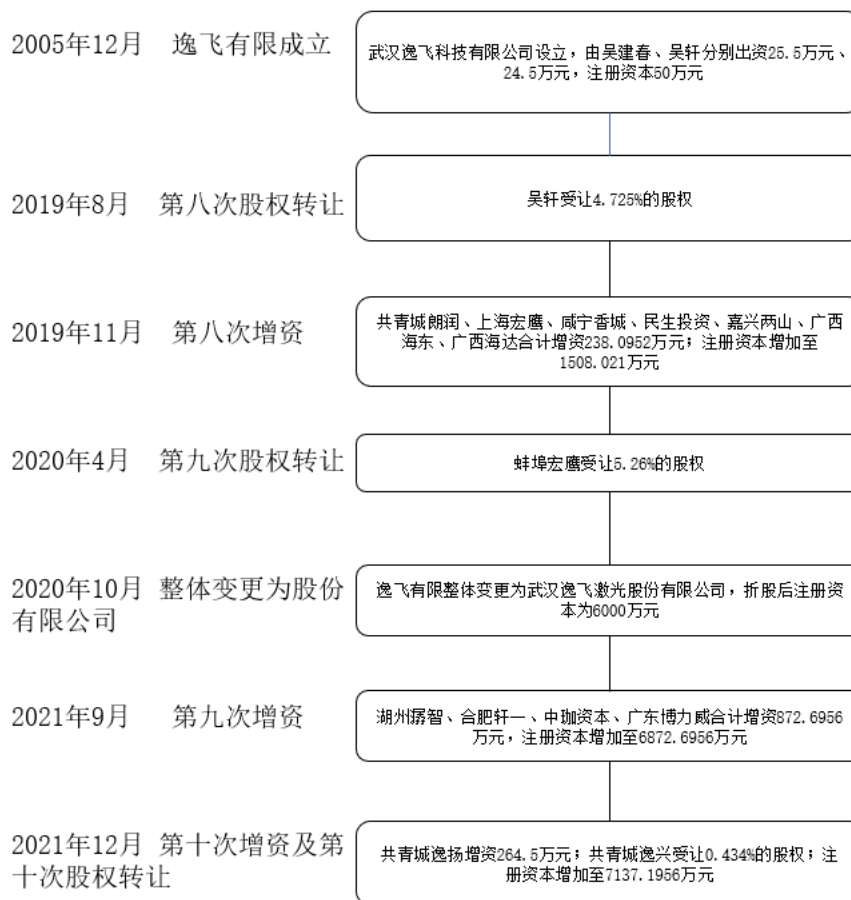 2005年12月 逸飞有限成立
武汉逸飞科技有限公司设立，由吴建春、吴轩分别出资25.5万元、
24.5万元，注册资本50万元
2019年8月 第八次股权转让
吴轩受让4.725%的股权
2019年11月 第八次增资
共青城朗润、上海宏鹰、咸宁香城、民生投资、嘉兴两山、广西
海东、广西海达合计增资238.0952万元；注册资本增加至
1508.021万元
2020年4月 第九次股权转让
蚌埠宏鹰受让5.26%的股权
2020年10月 整体变更为股份
有限公司
逸飞有限整体变更为武汉逸飞激光股份有限公司，折股后注册资
本为6000万元
2021年9月 第九次增资
湖州孱智、合肥轩一、中珈资本、广东博力威合计增资872.6956
万元，注册资本增加至6872.6956万元
2021年12月 第十次增资及第
十次股权转让
共青城逸扬增资264.5万元；共青城逸兴受让0.434%的股权；注
册资本增加至7137.1956万元